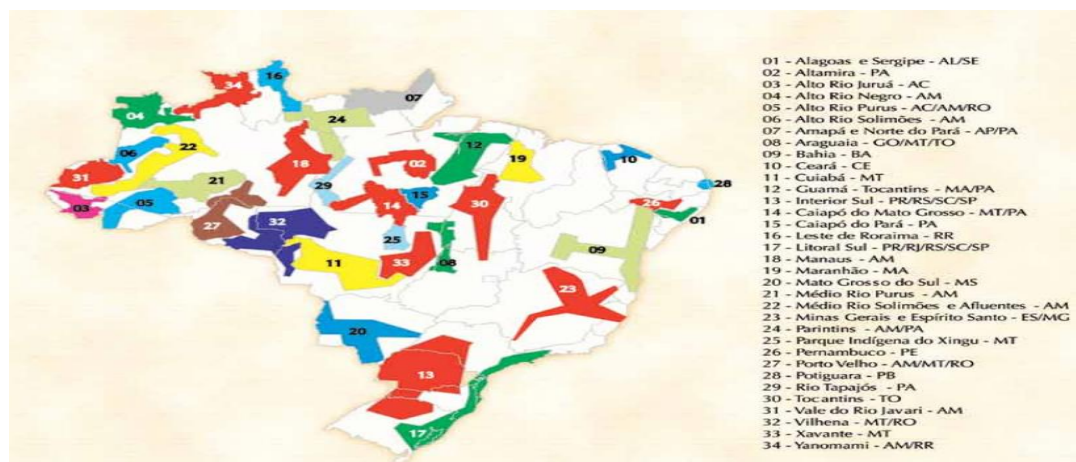 01 - Alagoas e Sergipe - AL/SE
02 - Altamira - PA
03 - Alto Rio Juruá - AC
04 - Alto Rio Negro - AM
05 - Alto Rio Purus - AC/AM/RO
06 - Alto Rio Solimões - AM
07 - Amapá e Norte do Pará - AP/PA
08 - Araguaia - GO/MT/TO
09 - Bahia - BA
10 - Ceará - CE
11 - Cuiabá - MT
12 - Guamá - Tocantins - MA/PA
13 - Interior Sul - PR/RS/SC/SP
14 - Caiapó do Mato Grosso - MT/PA
15 - Caiapó do Pará - PA
16 - Leste de Roraima - RR
17 - Litoral Sul - PR/RJ/RS/SC/SP
18 - Manaus - AM
19 - Maranhão - MA
20 - Mato Grosso do Sul - MS
21 - Médio Rio Purus - AM
22 - Médio Rio Solimões e Afluentes - AM
23 - Minas Gerais e Espírito Santo - ES/MG
24 - Parintins - AM/PA
25 - Parque Indígena do Xingu - MT
26 - Pernambuco - PE
27 - Porto Velho - AM/MT/RO
28 - Potiguara - PB
29 - Rio Tapajós - PA
30 - Tocantins - TO
31 - Vale do Rio Javari - AM
32 - Vilhena - MT/RO
33 - Xavante - MT
34 - Yanomami - AM/RR
34
16
07
04
24
06
22
12
19
10
18
02
28
31
29
21
15
03
05
14
30
26
01
27
32
25
09
11
33
08
23
20
13
17